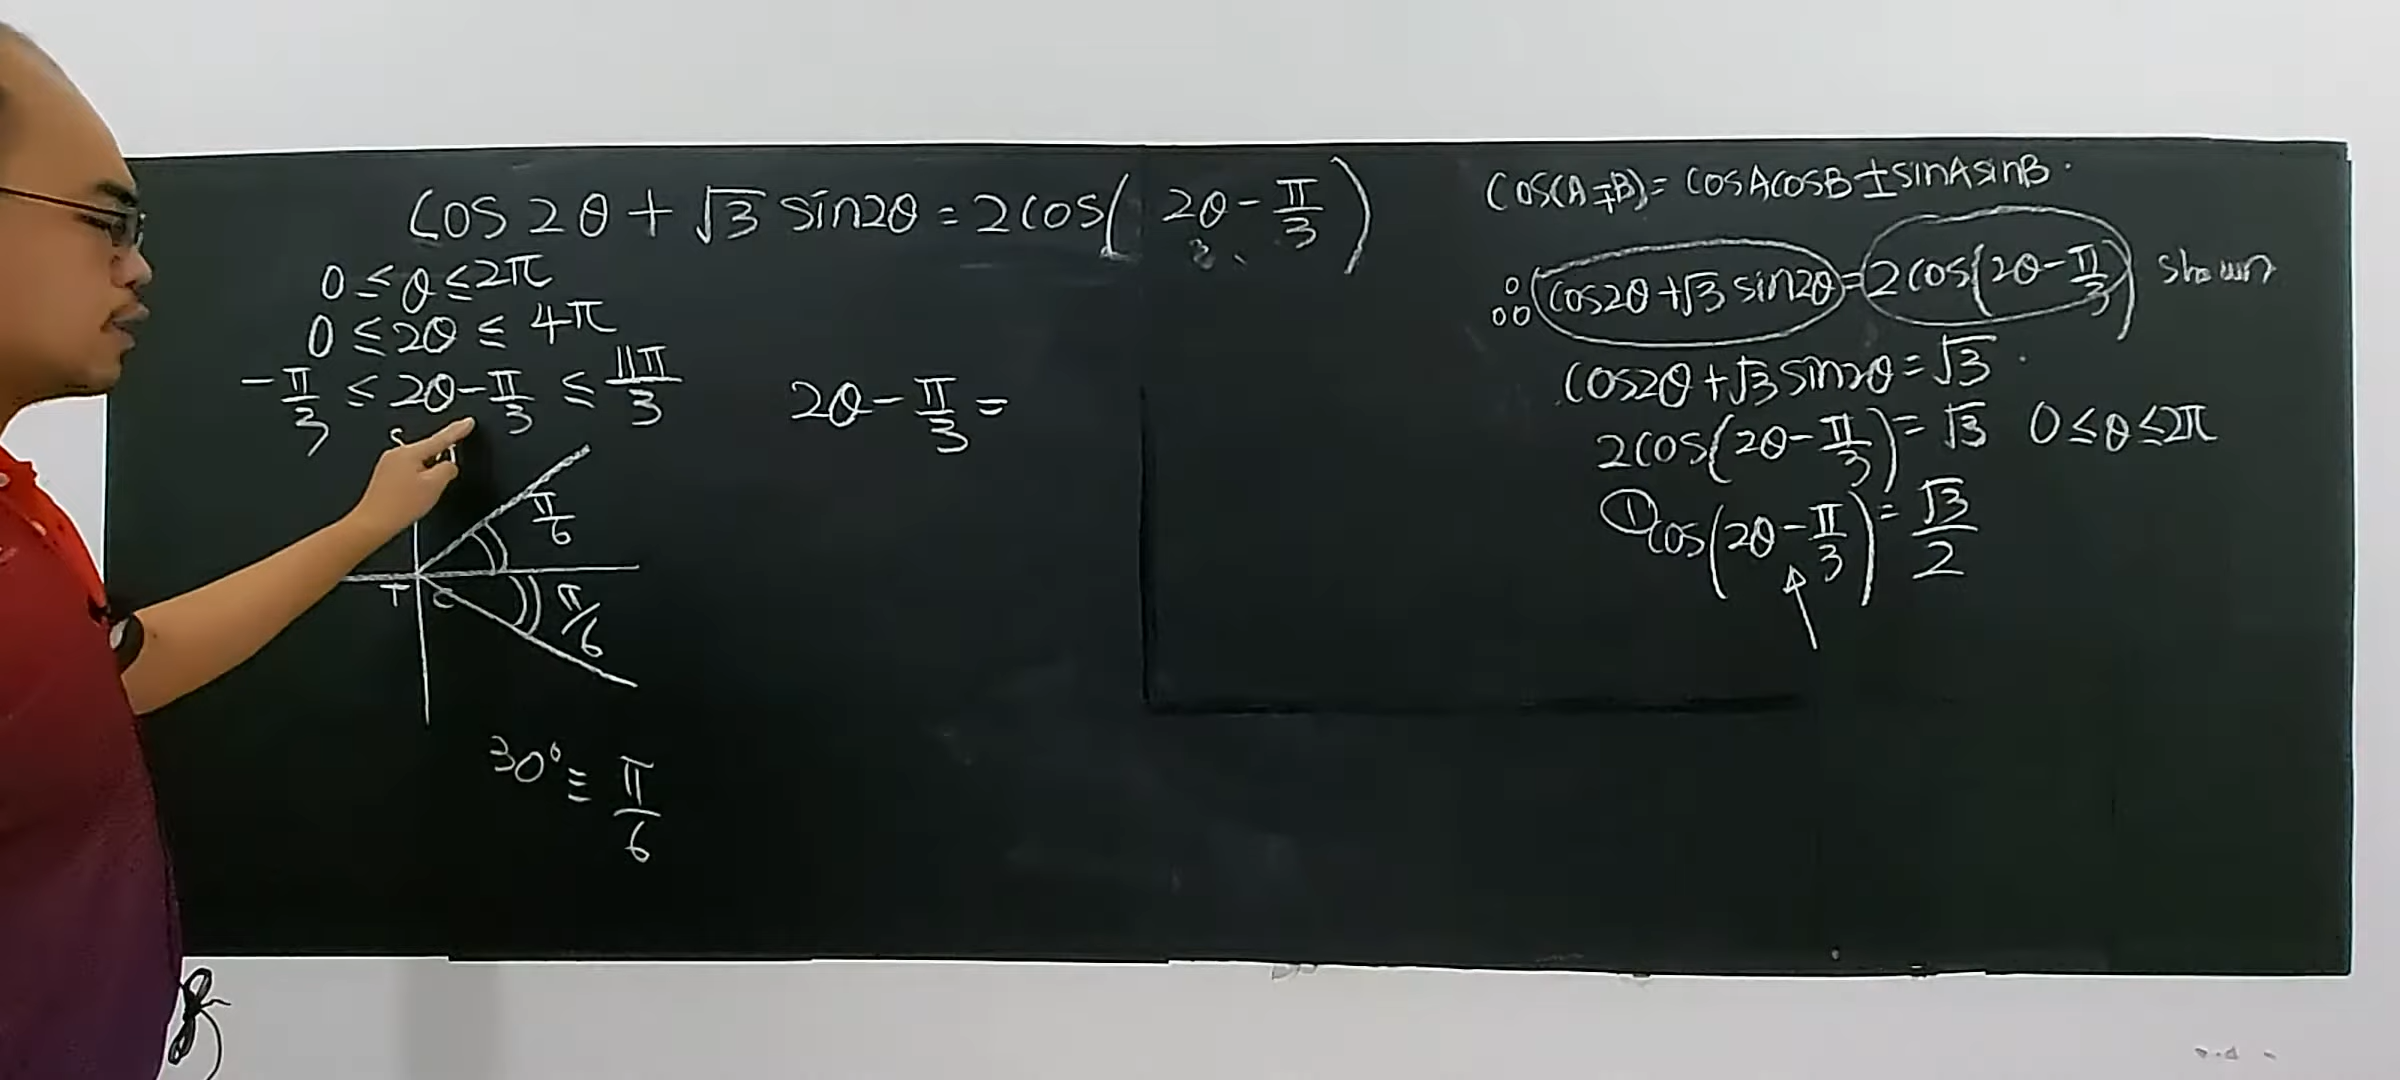 cos 2θ + √3 sin2θ = 2cos( 2θ - π/3 )
0 ≤ θ ≤ 2π
0 ≤ 2θ ≤ 4π
-π/3 ≤ 2θ - π/3 ≤ 11π/3
2θ - π/3 =
S
π/6
T C
π/6
30° ≡ π/6
cos(A∓B) = cosAcosB ± sinAsinB.
∴ cos2θ + √3 sin2θ = 2cos(2θ - π/3) shown
cos2θ + √3 sin2θ = √3.
2cos(2θ - π/3) = √3 0 ≤ θ ≤ 2π
① cos(2θ - π/3) = √3/2